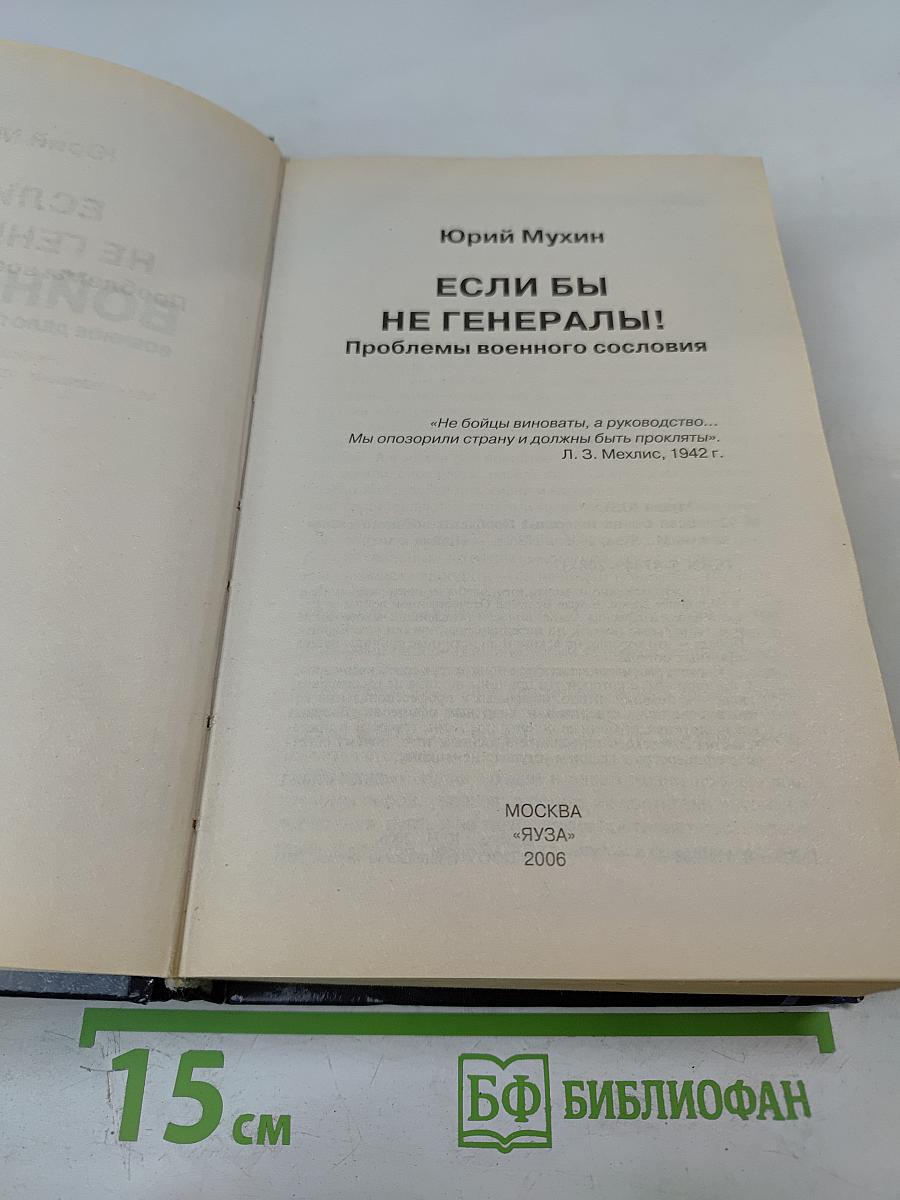 Юрий Мухин
ЕСЛИ БЫ
НЕ ГЕНЕРАЛЫ!
Проблемы военного сословия
«Не бойцы виноваты, а руководство...
Мы опозорили страну и должны быть прокляты».
Л. З. Мехлис, 1942 г.
МОСКВА
«ЯУЗА»
2006
15 см
БФ БИБЛИОФАН